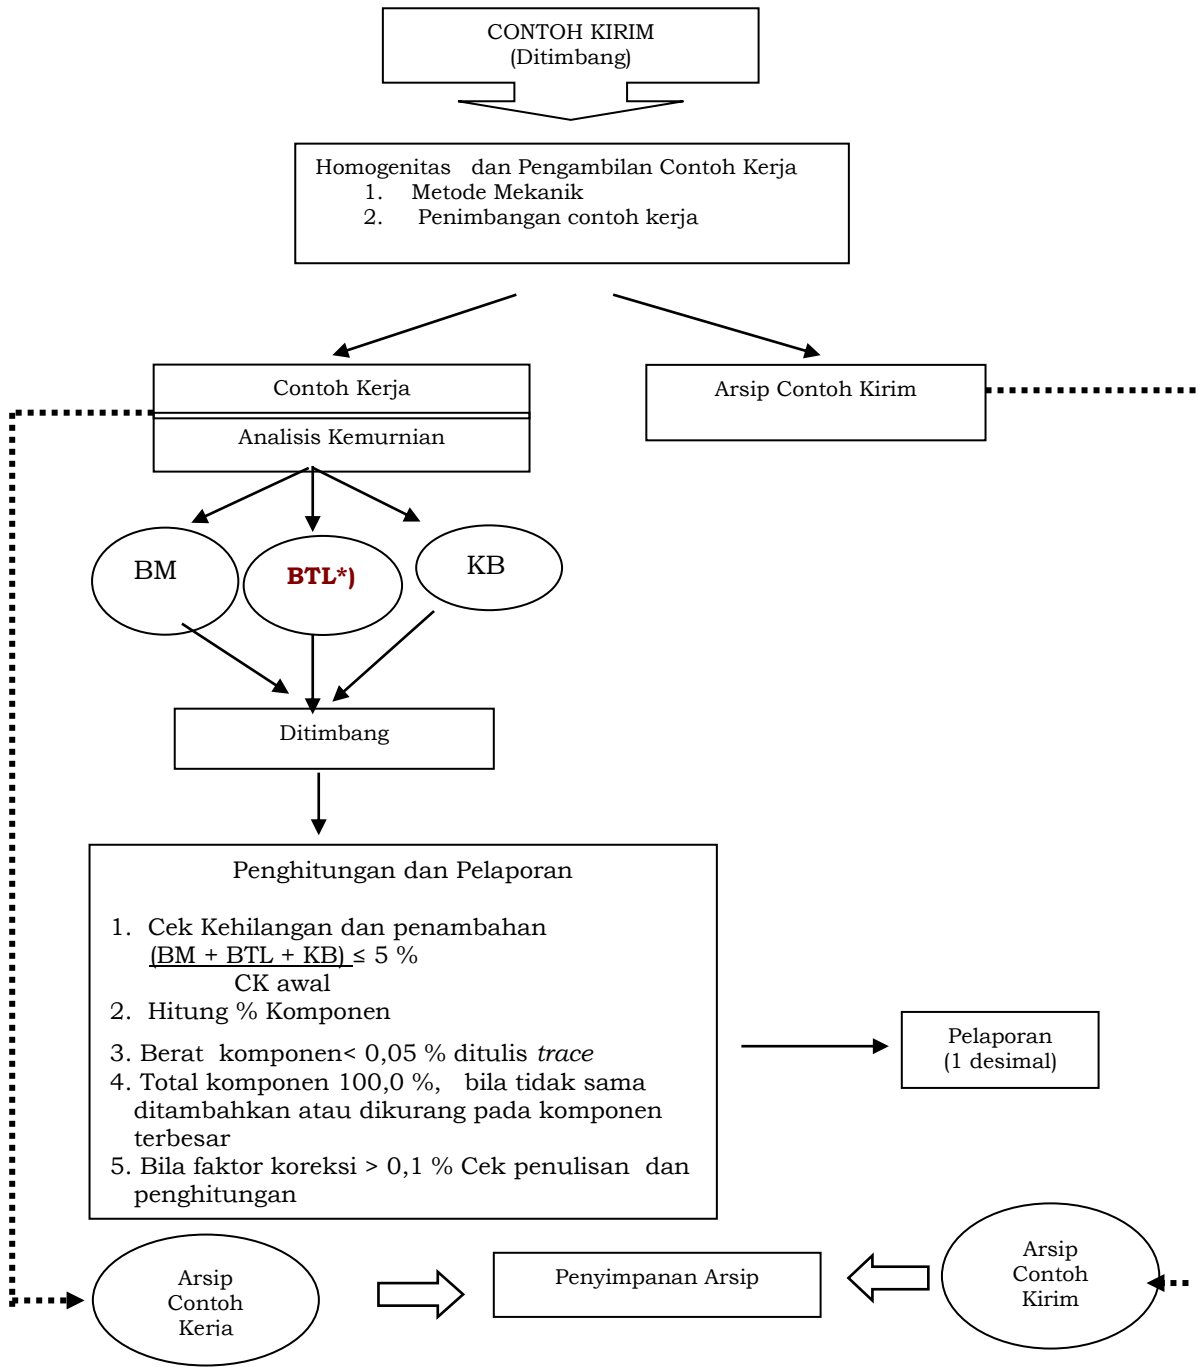 CONTOH KIRIM
(Ditimbang)
Homogenitas dan Pengambilan Contoh Kerja
1. Metode Mekanik
2. Penimbangan contoh kerja
Contoh Kerja
Arsip Contoh Kirim
Analisis Kemurnian
BM
BTL*)
KB
Ditimbang
Penghitungan dan Pelaporan
1. Cek Kehilangan dan penambahan
(BM + BTL + KB) ≤ 5 %
CK awal
2. Hitung % Komponen
3. Berat komponen< 0,05 % ditulis trace
4. Total komponen 100,0 %, bila tidak sama
ditambahkan atau dikurang pada komponen
terbesar
5. Bila faktor koreksi > 0,1 % Cek penulisan dan
penghitungan
Pelaporan
(1 desimal)
Arsip
Contoh
Kerja
Penyimpanan Arsip
Arsip
Contoh
Kirim